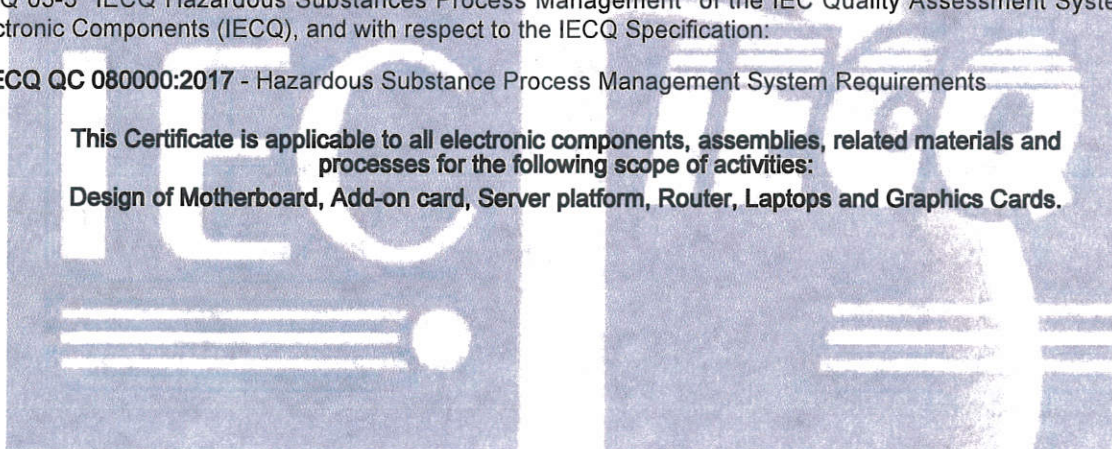 Q 03-5 "IECQ Hazardous Substances Process Management" of the IEC Quality Assessment Syste
ctronic Components (IECQ), and with respect to the IECQ Specification:
ECQ QC 080000:2017 - Hazardous Substance Process Management System Requirements
This Certificate is applicable to all electronic components, assemblies, related materials and
processes for the following scope of activities:
Design of Motherboard, Add-on card, Server platform, Router, Laptops and Graphics Cards.
IEC
IECQ